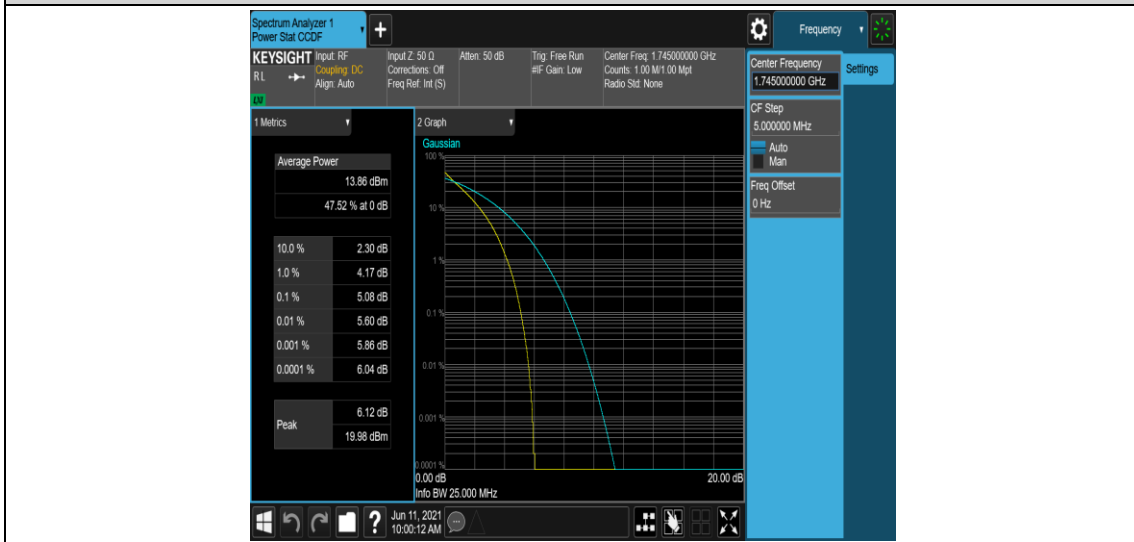 Spectrum Analyzer 1
Power Stat CCDF
+
Frequency
KEYSIGHT
Input: RF
Coupling: DC
Align: Auto
RL
LXI
Input Z: 50 Ω
Corrections: Off
Freq Ref: Int (S)
Atten: 50 dB
Trig: Free Run
#IF Gain: Low
Center Freq: 1.745000000 GHz
Counts: 1.00 M/1.00 Mpt
Radio Std: None
Center Frequency
1.745000000 GHz
Settings
CF Step
5.000000 MHz
Auto
Man
Freq Offset
0 Hz
1 Metrics
Average Power
13.86 dBm
47.52 % at 0 dB
10.0 % 2.30 dB
1.0 % 4.17 dB
0.1 % 5.08 dB
0.01 % 5.60 dB
0.001 % 5.86 dB
0.0001 % 6.04 dB
Peak
6.12 dB
19.98 dBm
2 Graph
Gaussian
100 %
10 %
1 %
0.1 %
0.01 %
0.001 %
0.0001 %
0.00 dB 20.00 dB
Info BW 25.000 MHz
?
Jun 11, 2021
10:00:12 AM